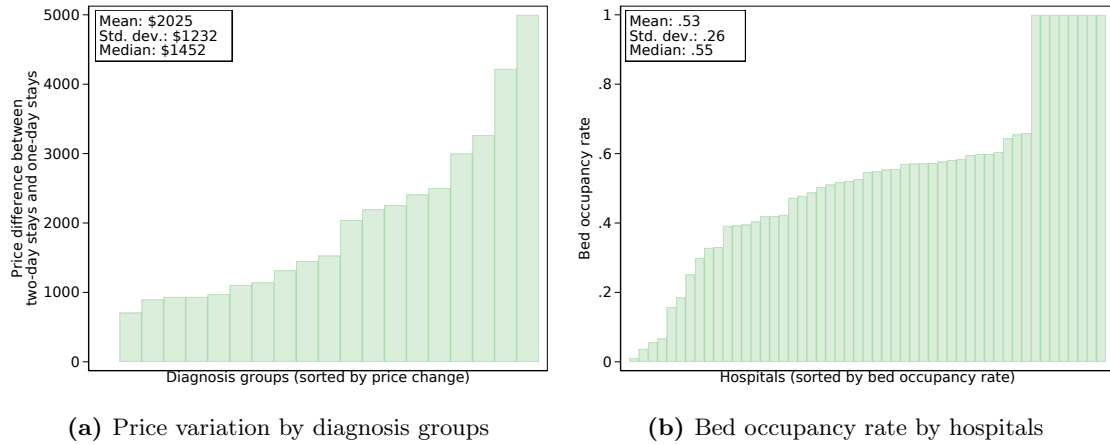 Price difference between
two-day stays and one-day stays
5000
4000
3000
2000
1000
0
Mean: $2025
Std. dev.: $1232
Median: $1452
Diagnosis groups (sorted by price change)
(a) Price variation by diagnosis groups
Bed occupancy rate
1
.8
.6
.4
.2
0
Mean: .53
Std. dev.: .26
Median: .55
Hospitals (sorted by bed occupancy rate)
(b) Bed occupancy rate by hospitals